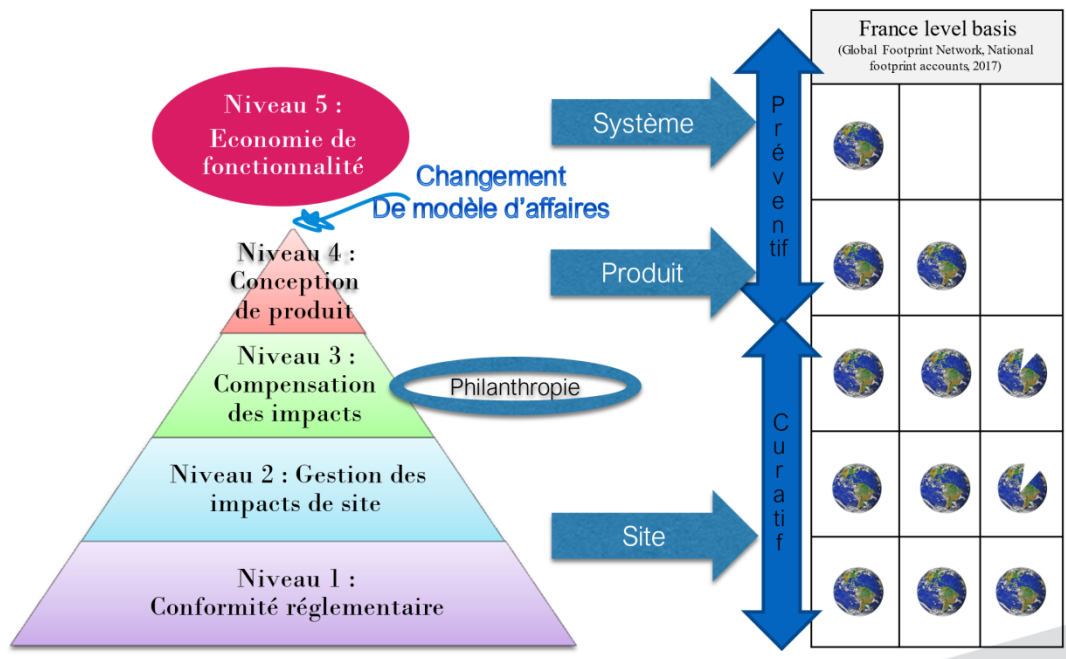 Niveau 5 :
Economie de
fonctionnalité
Changement
De modèle d'affaires
Niveau 4 :
Conception
de produit
Niveau 3 :
Compensation
des impacts
Philanthropie
Niveau 2 : Gestion des
impacts de site
Niveau 1 :
Conformité réglementaire
Système
Produit
Site
Préventif
Curatif
France level basis
(Global Footprint Network, National
footprint accounts, 2017)